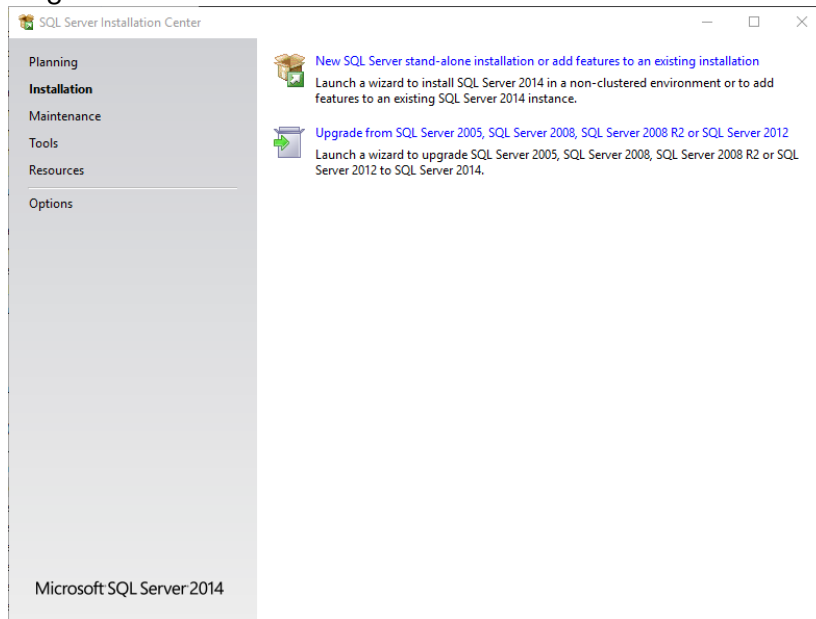 SQL Server Installation Center
Planning
Installation
Maintenance
Tools
Resources
Options
New SQL Server stand-alone installation or add features to an existing installation
Launch a wizard to install SQL Server 2014 in a non-clustered environment or to add
features to an existing SQL Server 2014 instance.
Upgrade from SQL Server 2005, SQL Server 2008, SQL Server 2008 R2 or SQL Server 2012
Launch a wizard to upgrade SQL Server 2005, SQL Server 2008, SQL Server 2008 R2 or SQL
Server 2012 to SQL Server 2014.
Microsoft SQL Server 2014